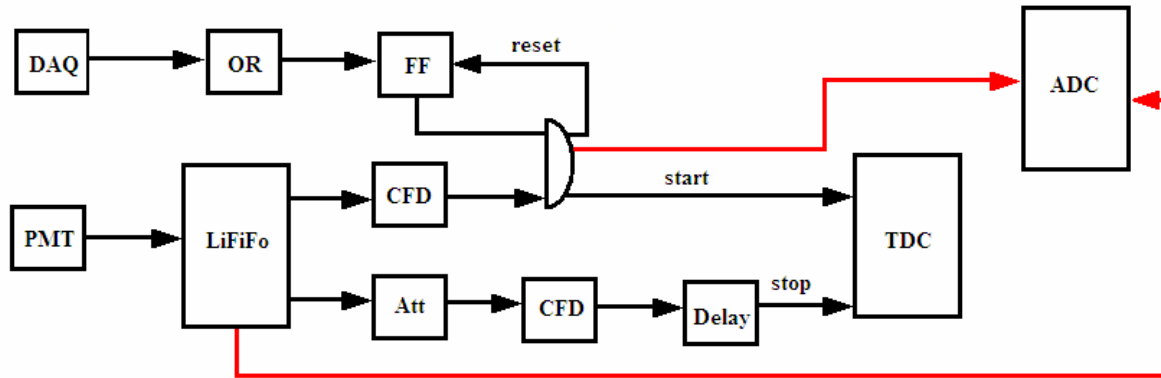 DAQ
OR
FF
reset
ADC
PMT
LiFiFo
CFD
start
TDC
Att
CFD
Delay
stop